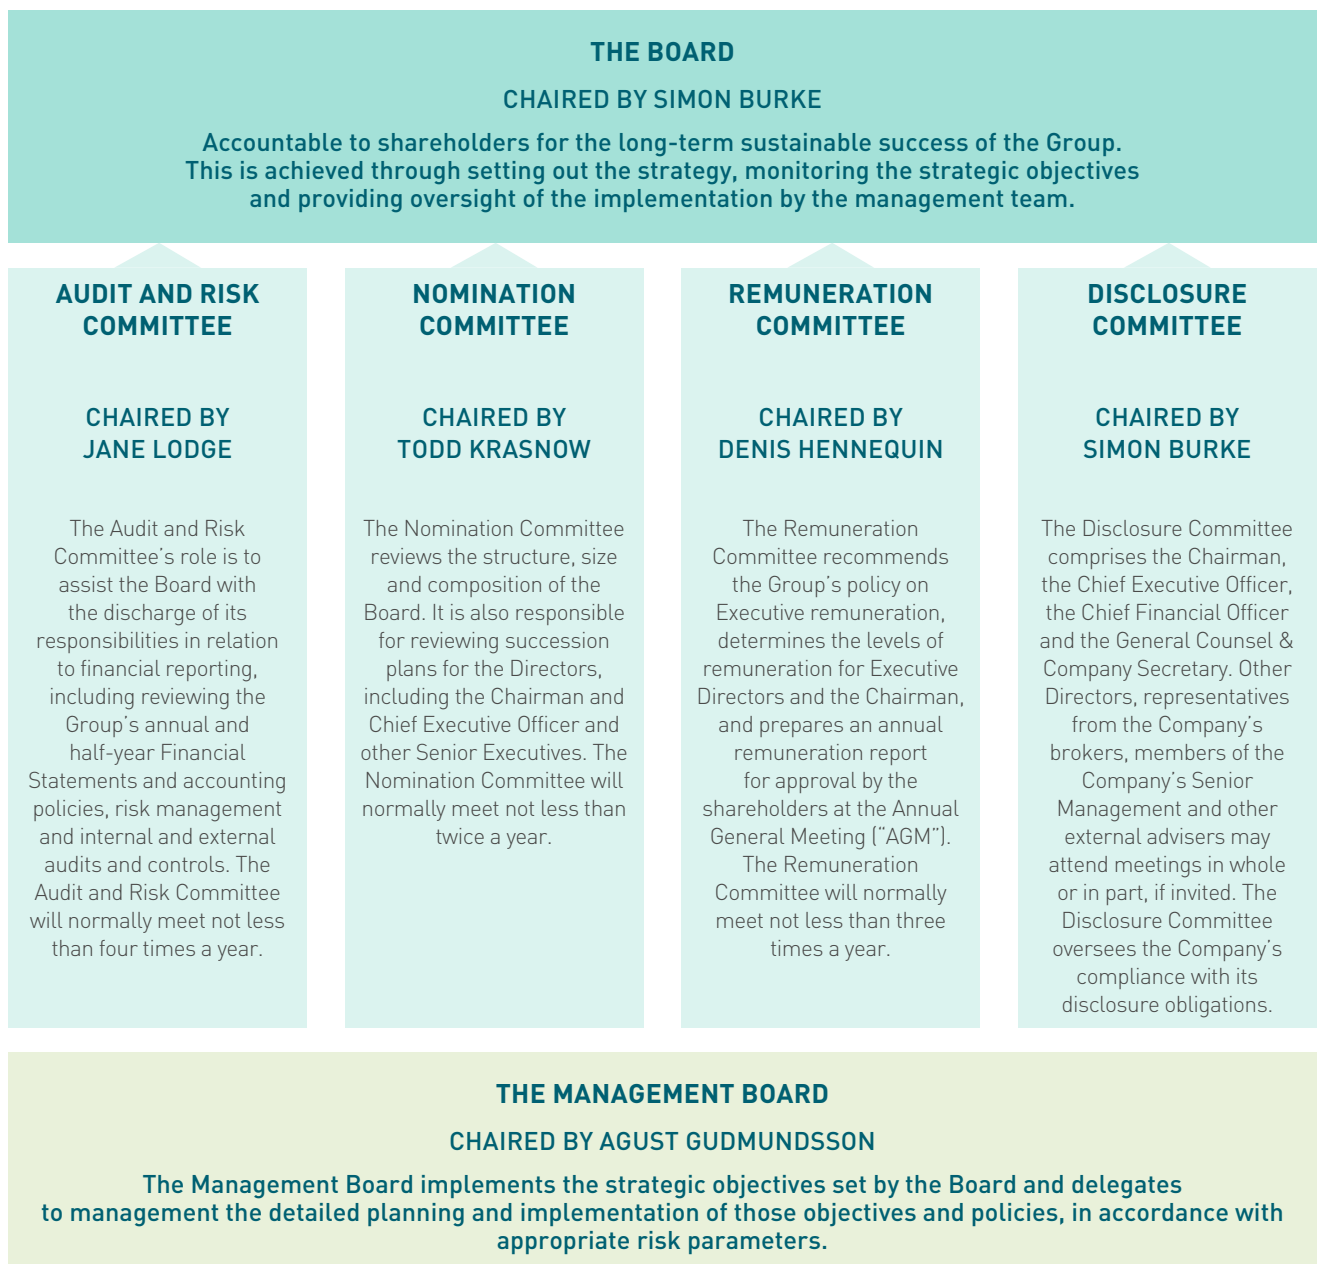 THE BOARD
CHAIRED BY SIMON BURKE
Accountable to shareholders for the long-term sustainable success of the Group.
This is achieved through setting out the strategy, monitoring the strategic objectives
and providing oversight of the implementation by the management team.
AUDIT AND RISK
COMMITTEE
CHAIRED BY
JANE LODGE
The Audit and Risk
Committee’s role is to
assist the Board with
the discharge of its
responsibilities in relation
to financial reporting,
including reviewing the
Group’s annual and
half-year Financial
Statements and accounting
policies, risk management
and internal and external
audits and controls. The
Audit and Risk Committee
will normally meet not less
than four times a year.
NOMINATION
COMMITTEE
CHAIRED BY
TODD KRASNOW
The Nomination Committee
reviews the structure, size
and composition of the
Board. It is also responsible
for reviewing succession
plans for the Directors,
including the Chairman and
Chief Executive Officer and
other Senior Executives. The
Nomination Committee will
normally meet not less than
twice a year.
REMUNERATION
COMMITTEE
CHAIRED BY
DENIS HENNEQUIN
The Remuneration
Committee recommends
the Group’s policy on
Executive remuneration,
determines the levels of
remuneration for Executive
Directors and the Chairman,
and prepares an annual
remuneration report
for approval by the
shareholders at the Annual
General Meeting (“AGM”).
The Remuneration
Committee will normally
meet not less than three
times a year.
DISCLOSURE
COMMITTEE
CHAIRED BY
SIMON BURKE
The Disclosure Committee
comprises the Chairman,
the Chief Executive Officer,
the Chief Financial Officer
and the General Counsel &
Company Secretary. Other
Directors, representatives
from the Company’s
brokers, members of the
Company’s Senior
Management and other
external advisers may
attend meetings in whole
or in part, if invited. The
Disclosure Committee
oversees the Company’s
compliance with its
disclosure obligations.
THE MANAGEMENT BOARD
CHAIRED BY AGUST GUDMUNDSSON
The Management Board implements the strategic objectives set by the Board and delegates
to management the detailed planning and implementation of those objectives and policies, in accordance with
appropriate risk parameters.